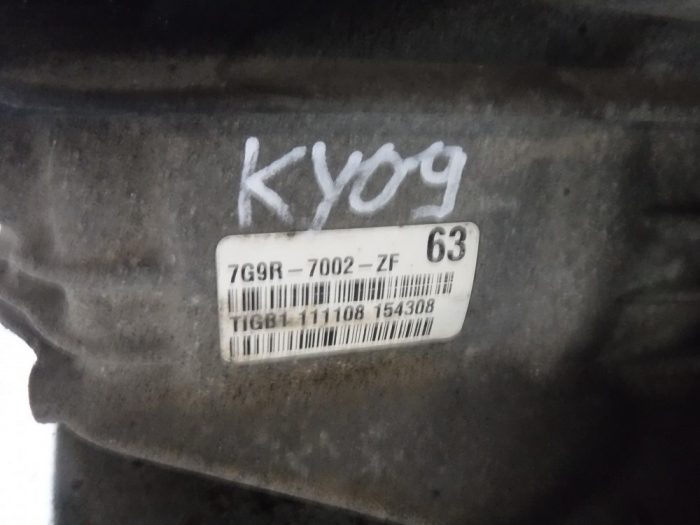 KY09
63
7G9R-7002-ZF
TIGB1 111108 154308